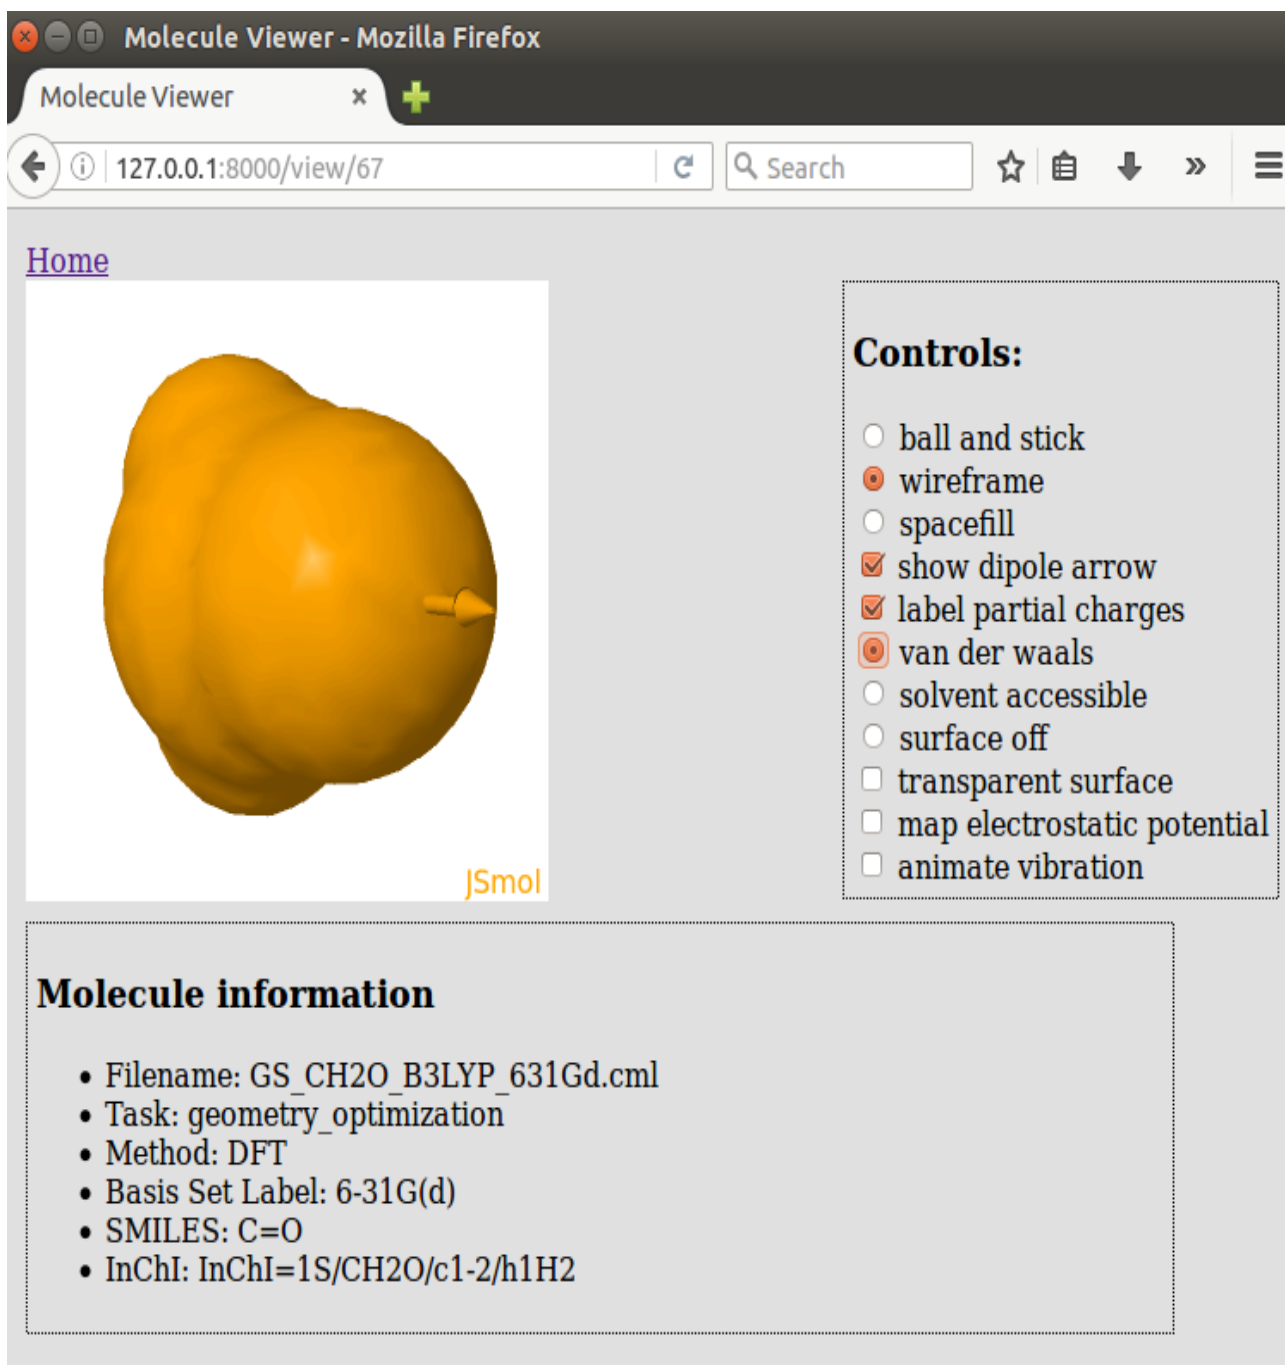 Molecule Viewer - Mozilla Firefox
Molecule Viewer
127.0.0.1:8000/view/67
Search
Home
JSmol
Controls:
ball and stick
wireframe
spacefill
show dipole arrow
label partial charges
van der waals
solvent accessible
surface off
transparent surface
map electrostatic potential
animate vibration
Molecule information
• Filename: GS_CH2O_B3LYP_631Gd.cml
• Task: geometry_optimization
• Method: DFT
• Basis Set Label: 6-31G(d)
• SMILES: C=O
• InChI: InChI=1S/CH2O/c1-2/h1H2